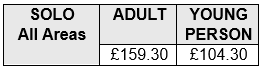 SOLO ADULT YOUNG
All Areas PERSON
£159.30 £104.30